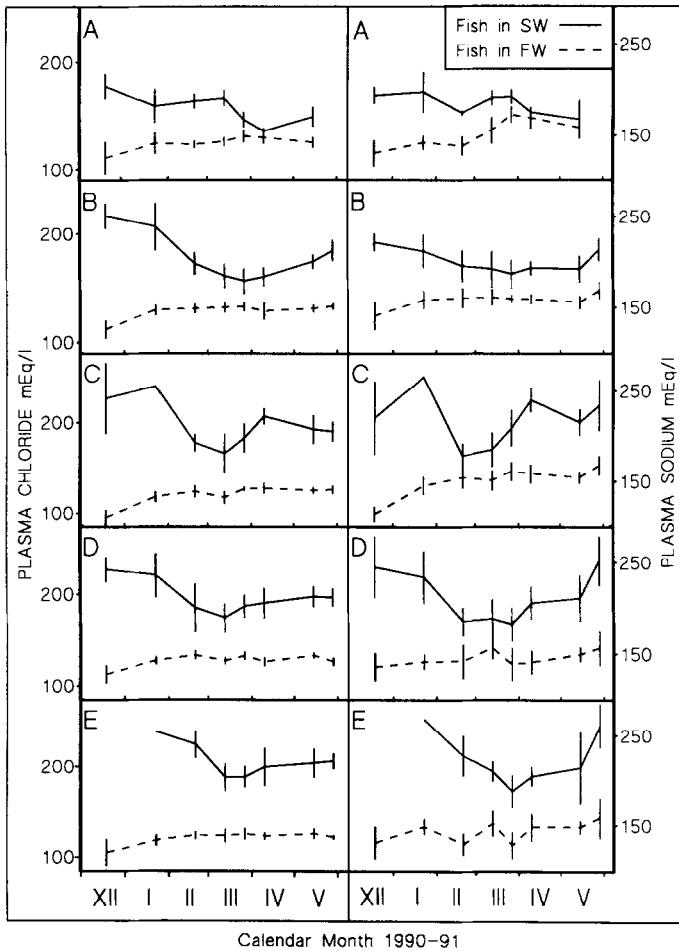 Fish in SW
Fish in FW
A
A
200
100
250
150
B
B
200
100
250
150
C
C
200
100
250
150
D
D
200
100
250
150
E
E
200
100
250
150
PLASMA CHLORIDE mEq/l
PLASMA SODIUM mEq/l
XII I II III IV V
XII I II III IV V
Calendar Month 1990-91